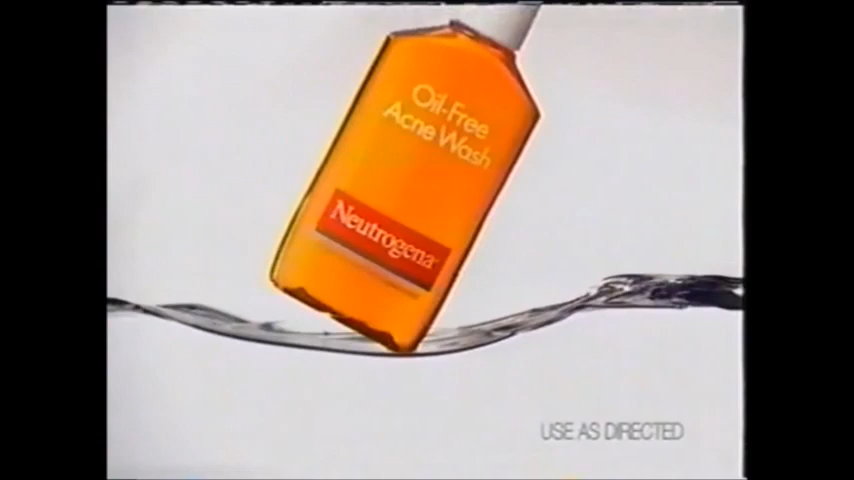 Oil-Free
Acne Wash
Neutrogena®
USE AS DIRECTED